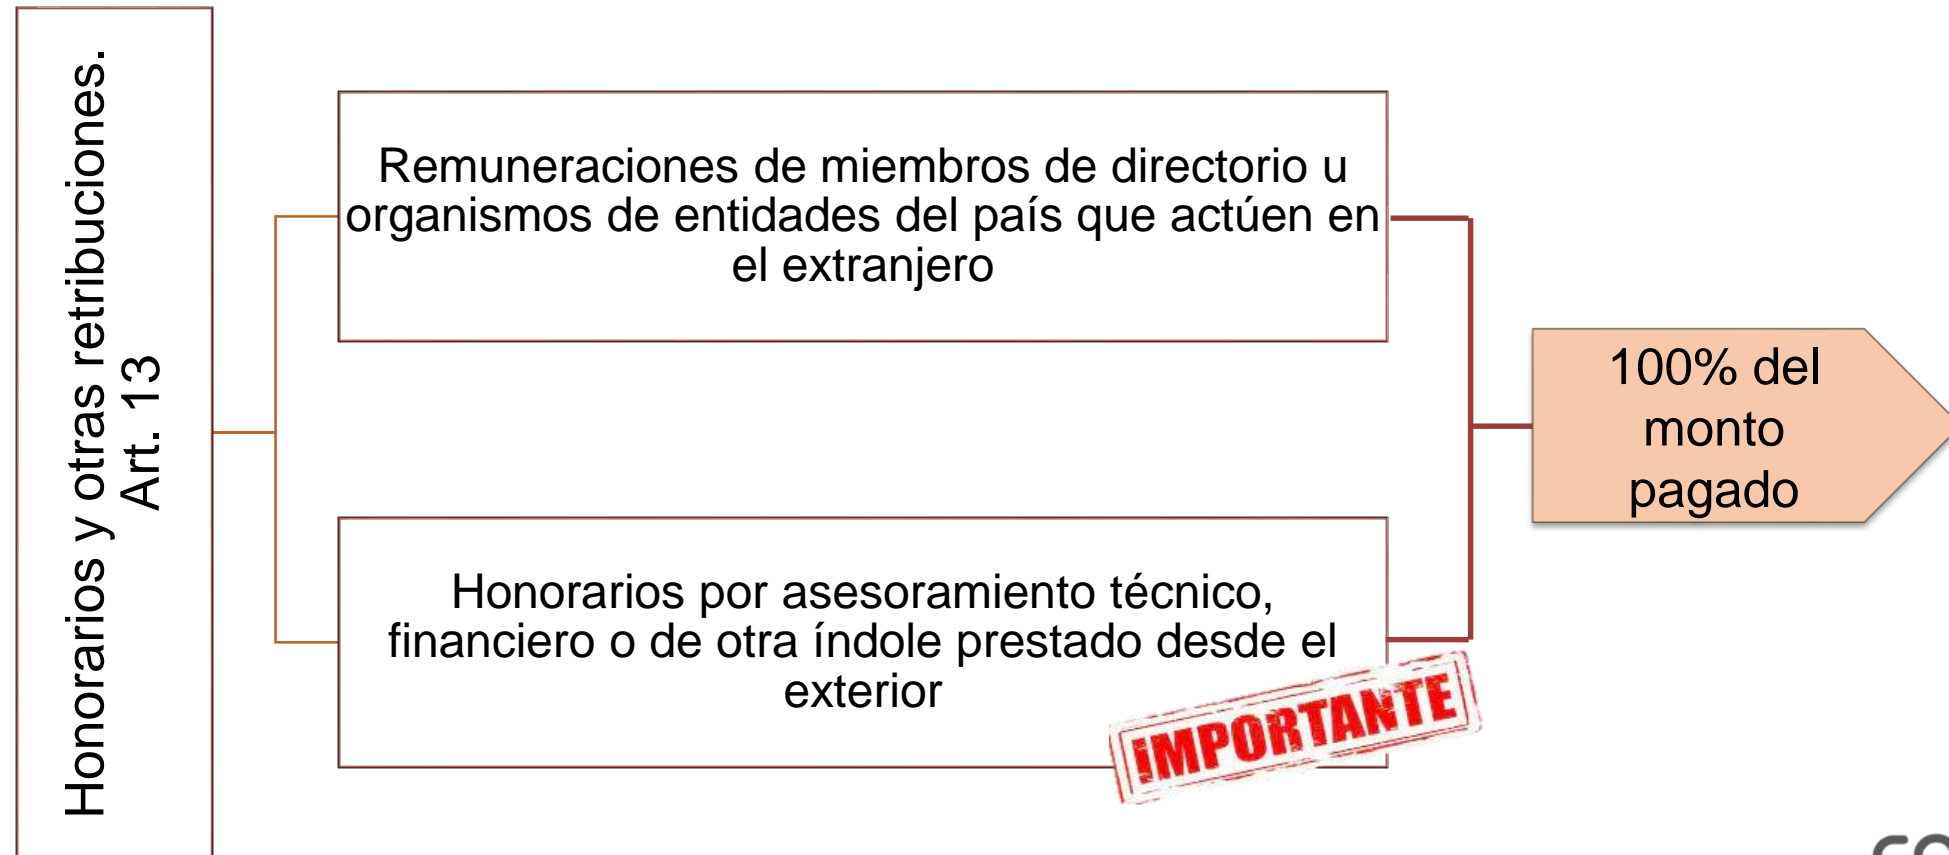 Honorarios y otras retribuciones.
Art. 13
Remuneraciones de miembros de directorio u
organismos de entidades del país que actúen en
el extranjero
Honorarios por asesoramiento técnico,
financiero o de otra índole prestado desde el
exterior
IMPORTANTE
100% del
monto
pagado